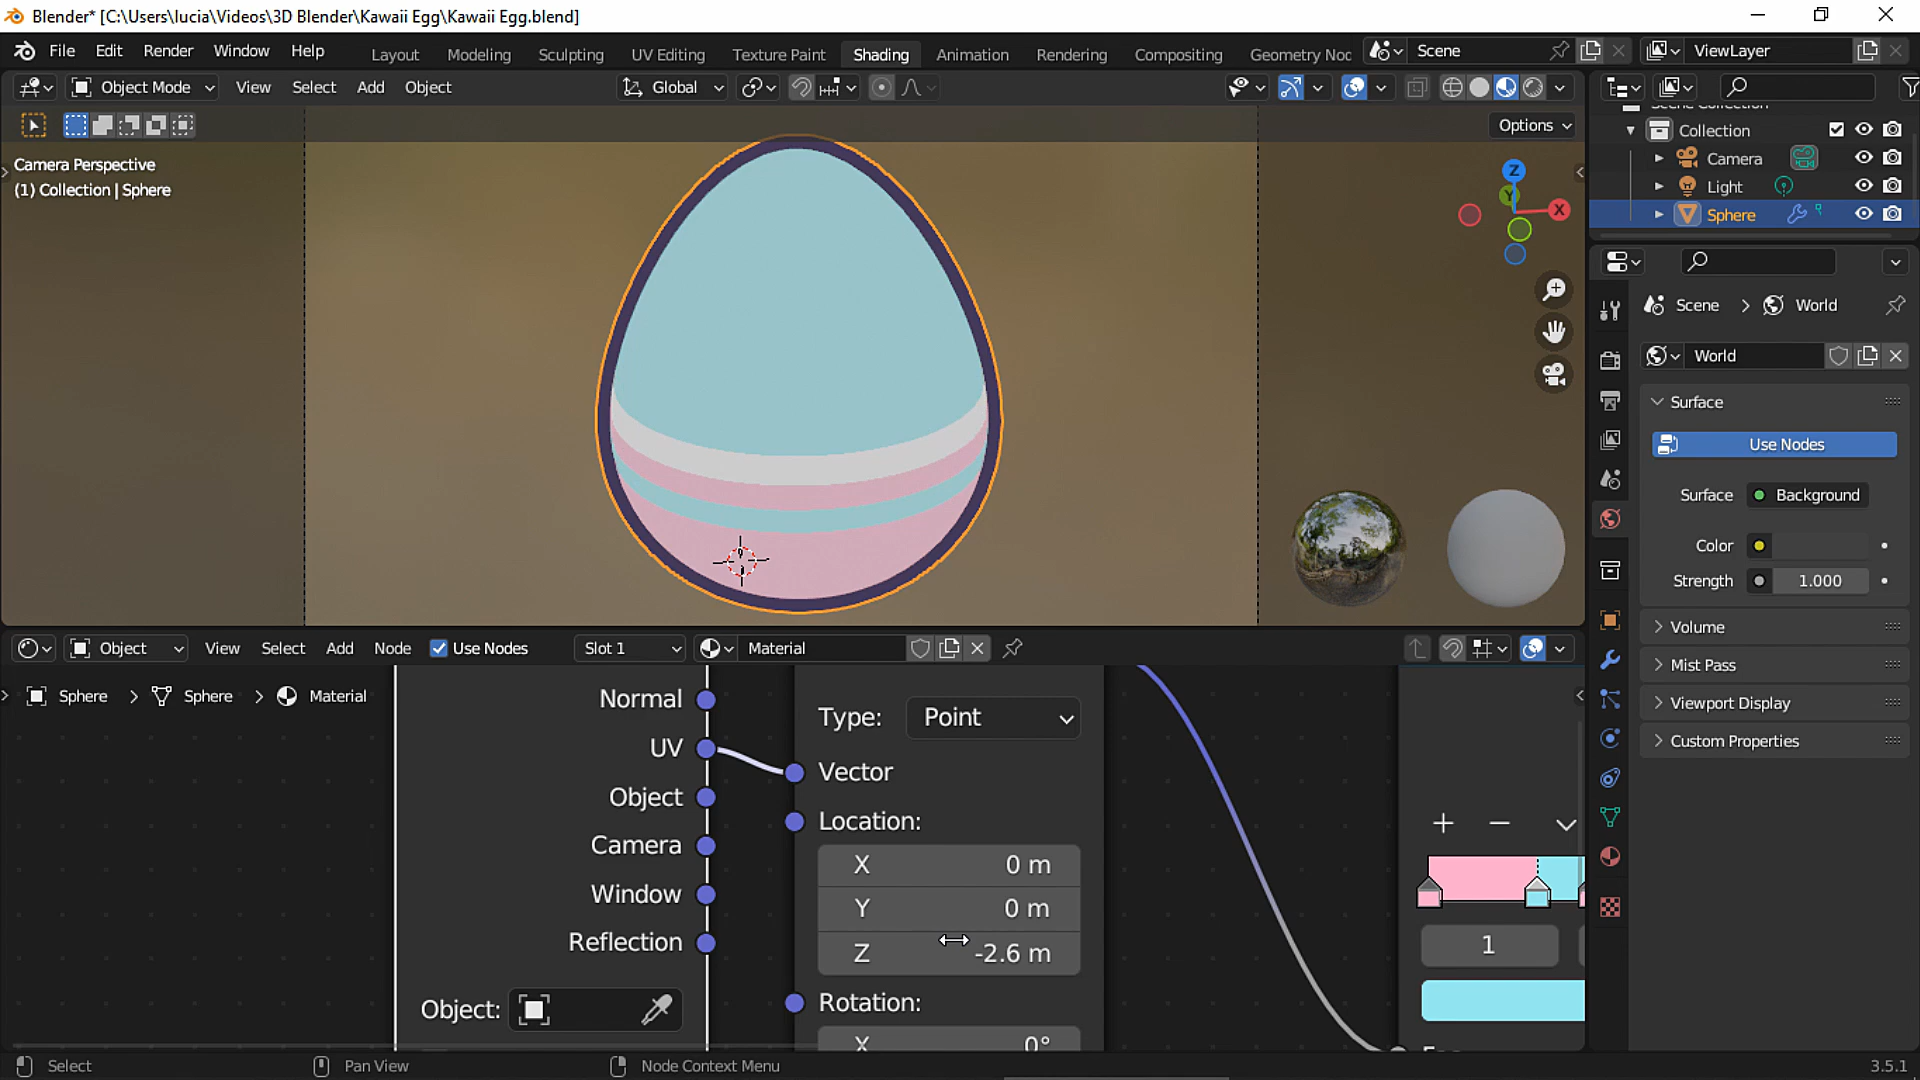 Blender* [C:\Users\lucia\Videos\3D Blender\Kawaii Egg\Kawaii Egg.blend]
File Edit Render Window Help Layout Modeling Sculpting UV Editing Texture Paint Shading Animation Rendering Compositing Geometry Noc Scene ViewLayer
Object Mode View Select Add Object Global
Options
Camera Perspective
(1) Collection | Sphere
Z
Y
X
Scene Collection
Collection
Camera
Light
Sphere
Scene World
World
Surface
Use Nodes
Surface Background
Color
Strength 1.000
Volume
Mist Pass
Viewport Display
Custom Properties
Object View Select Add Node Use Nodes Slot 1 Material
Sphere Sphere Material
Normal
UV
Object
Camera
Window
Reflection
Object:
Type: Point
Vector
Location:
X 0 m
Y 0 m
Z -2.6 m
Rotation:
X 0°
1
Select Pan View Node Context Menu 3.5.1